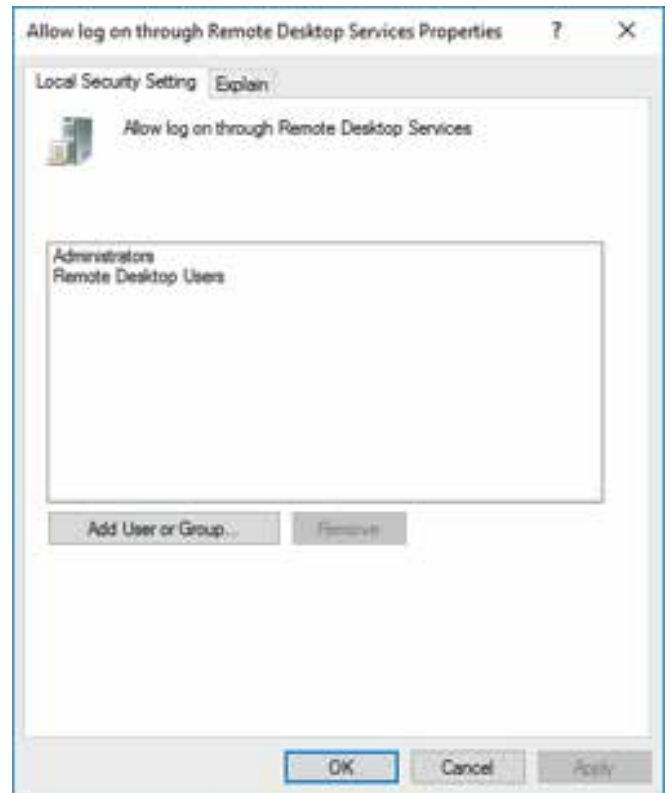 Allow log on through Remote Desktop Services Properties ? ✕
Local Security Setting Explain
Allow log on through Remote Desktop Services
Administrators
Remote Desktop Users
Add User or Group... Remove
OK Cancel Apply